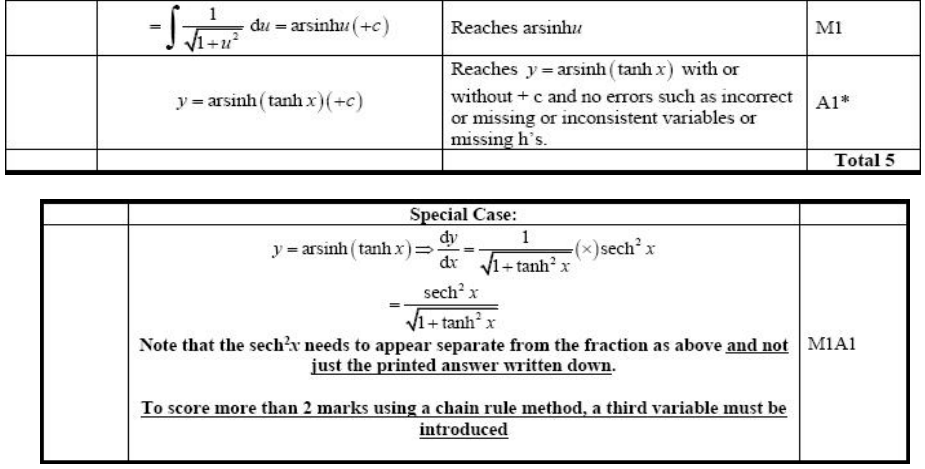 = ∫ 1/√(1+u²) du = arsinhu (+c)
Reaches arsinhu
M1
y = arsinh (tanh x)(+c)
Reaches y = arsinh (tanh x) with or
without + c and no errors such as incorrect
or missing or inconsistent variables or
missing h's.
A1*
Total 5
Special Case:
y = arsinh (tanh x) ⇒ dy/dx = 1/√(1+tanh² x) (×)sech² x
= sech² x/√(1+tanh² x)
Note that the sech²x needs to appear separate from the fraction as above and not
just the printed answer written down.
M1A1
To score more than 2 marks using a chain rule method, a third variable must be
introduced